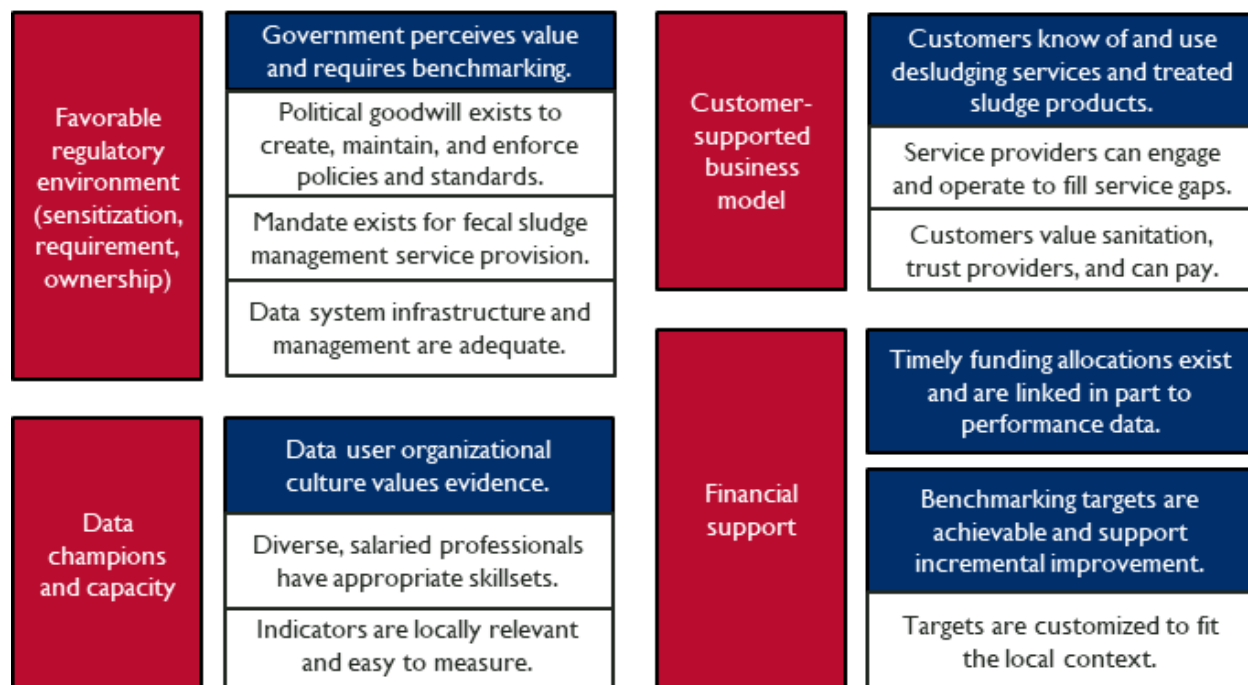 Favorable
regulatory
environment
(sensitization,
requirement,
ownership)
Government perceives value
and requires benchmarking.
Political goodwill exists to
create, maintain, and enforce
policies and standards.
Mandate exists for fecal sludge
management service provision.
Data system infrastructure and
management are adequate.
Data
champions
and capacity
Data user organizational
culture values evidence.
Diverse, salaried professionals
have appropriate skillsets.
Indicators are locally relevant
and easy to measure.
Customer-
supported
business
model
Customers know of and use
desludging services and treated
sludge products.
Service providers can engage
and operate to fill service gaps.
Customers value sanitation,
trust providers, and can pay.
Financial
support
Timely funding allocations exist
and are linked in part to
performance data.
Benchmarking targets are
achievable and support
incremental improvement.
Targets are customized to fit
the local context.